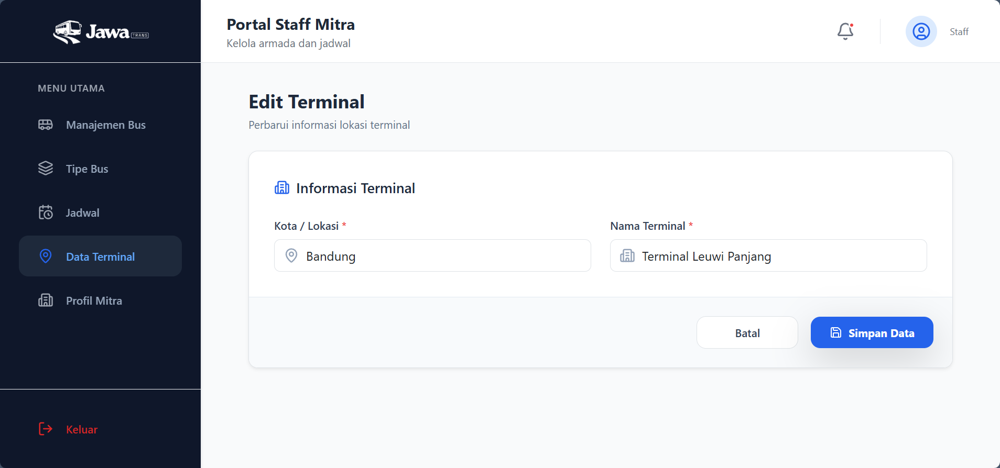 Jawa TRANS
MENU UTAMA
Manajemen Bus
Tipe Bus
Jadwal
Data Terminal
Profil Mitra
Keluar
Portal Staff Mitra
Kelola armada dan jadwal
Staff
Edit Terminal
Perbarui informasi lokasi terminal
Informasi Terminal
Kota / Lokasi *
Bandung
Nama Terminal *
Terminal Leuwi Panjang
Batal
Simpan Data